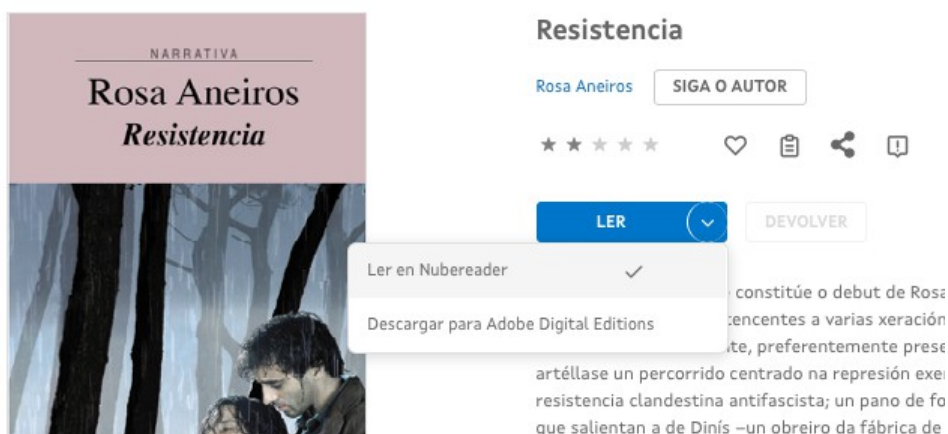 NARRATIVA
Rosa Aneiros
Resistencia
Resistencia
Rosa Aneiros
SIGA O AUTOR
LER
DEVOLVER
Ler en Nubereader
Descargar para Adobe Digital Editions
constitúe o debut de Rosa
tencentes a varias xeración
te, preferentemente prese
artéllase un percorrido centrado na represión exer
resistencia clandestina antifascista; un pano de fo
que salientan a de Dinís –un obreiro da fábrica de